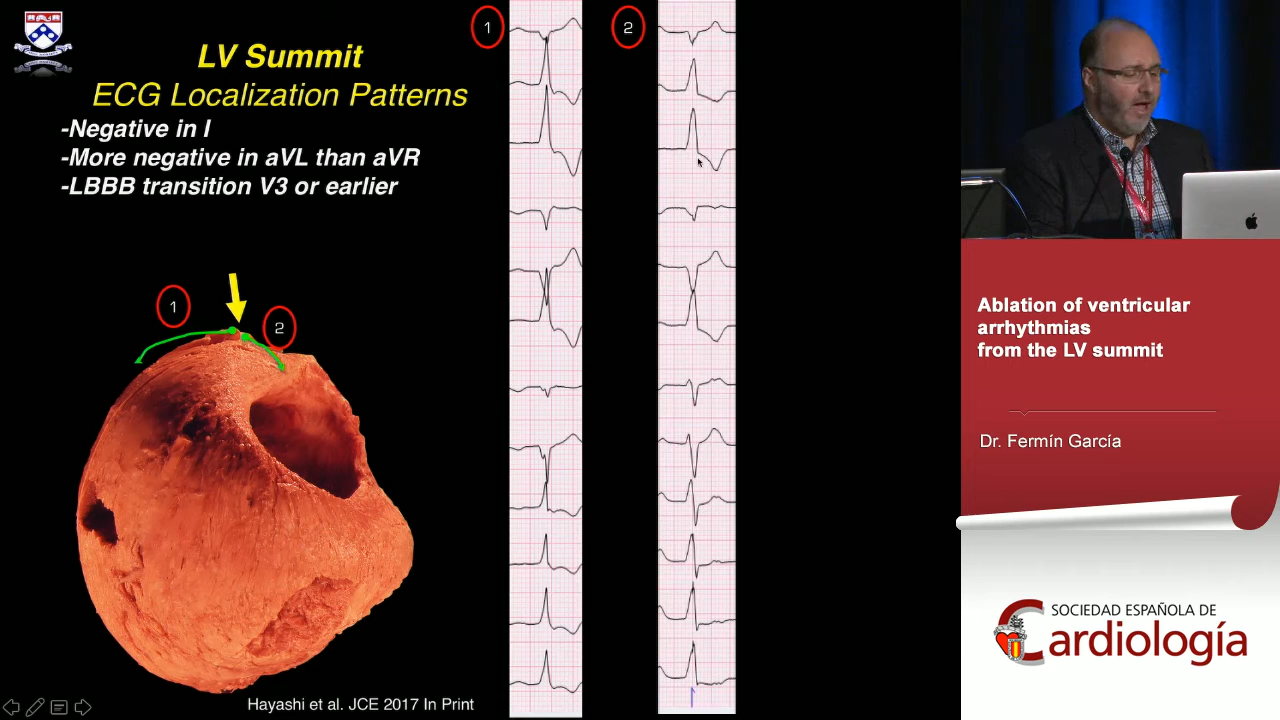 LV Summit
ECG Localization Patterns
-Negative in I
-More negative in aVL than aVR
-LBBB transition V3 or earlier
1
2
1
2
Hayashi et al. JCE 2017 In Print
Ablation of ventricular
arrhythmias
from the LV summit
Dr. Fermín García
SOCIEDAD ESPAÑOLA DE
Cardiología